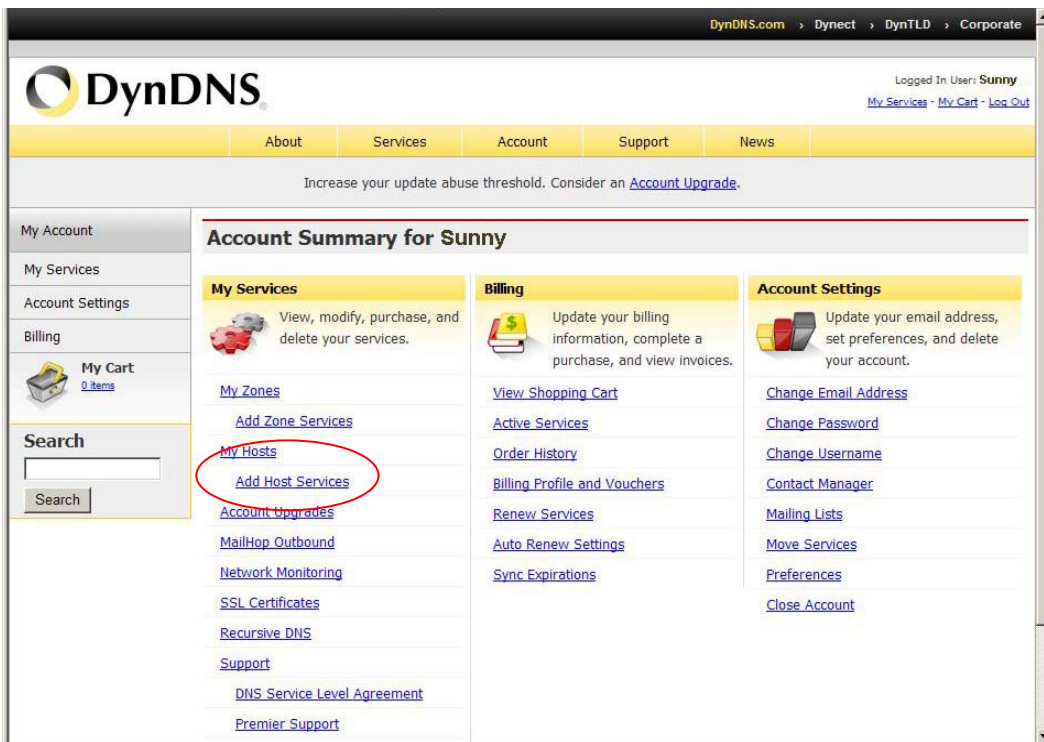 DynDNS.com › Dynect › DynTLD › Corporate
DynDNS
Logged In User: Sunny
My Services - My Cart - Log Out
About Services Account Support News
Increase your update abuse threshold. Consider an Account Upgrade.
My Account
My Services
Account Settings
Billing
My Cart
0 items
Search
Search
Account Summary for Sunny
My Services
View, modify, purchase, and
delete your services.
My Zones
Add Zone Services
My Hosts
Add Host Services
Account Upgrades
MailHop Outbound
Network Monitoring
SSL Certificates
Recursive DNS
Support
DNS Service Level Agreement
Premier Support
Billing
Update your billing
information, complete a
purchase, and view invoices.
View Shopping Cart
Active Services
Order History
Billing Profile and Vouchers
Renew Services
Auto Renew Settings
Sync Expirations
Account Settings
Update your email address,
set preferences, and delete
your account.
Change Email Address
Change Password
Change Username
Contact Manager
Mailing Lists
Move Services
Preferences
Close Account